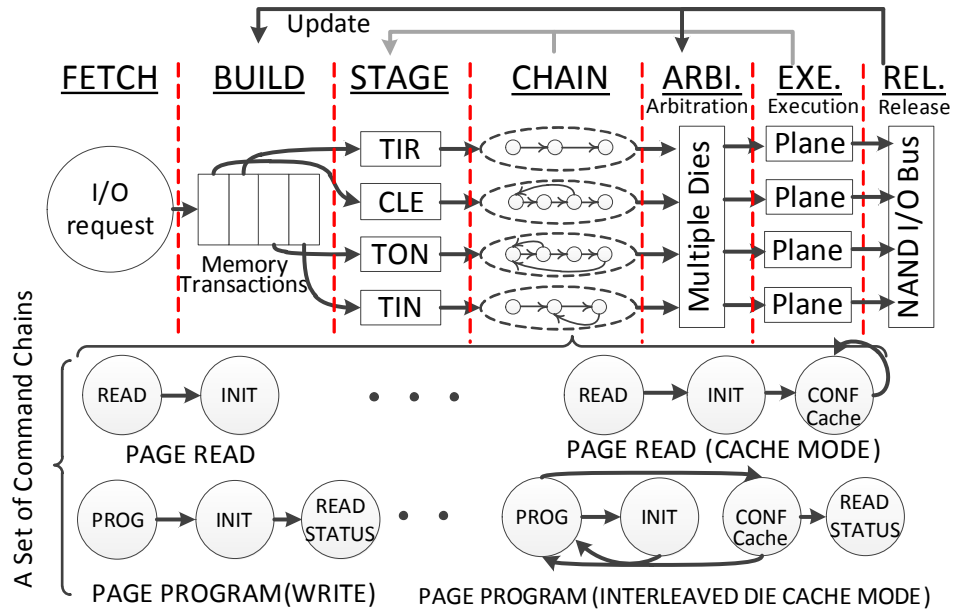 Update
FETCH BUILD STAGE CHAIN ARBI. EXE. REL.
Arbitration Execution Release
I/O
request
Memory
Transactions
TIR
CLE
TON
TIN
Multiple Dies
Plane
Plane
Plane
Plane
NAND I/O Bus
A Set of Command Chains
READ INIT • • • READ INIT CONF
Cache
PAGE READ PAGE READ (CACHE MODE)
PROG INIT READ
STATUS • • PROG INIT CONF
Cache READ
STATUS
PAGE PROGRAM(WRITE) PAGE PROGRAM (INTERLEAVED DIE CACHE MODE)